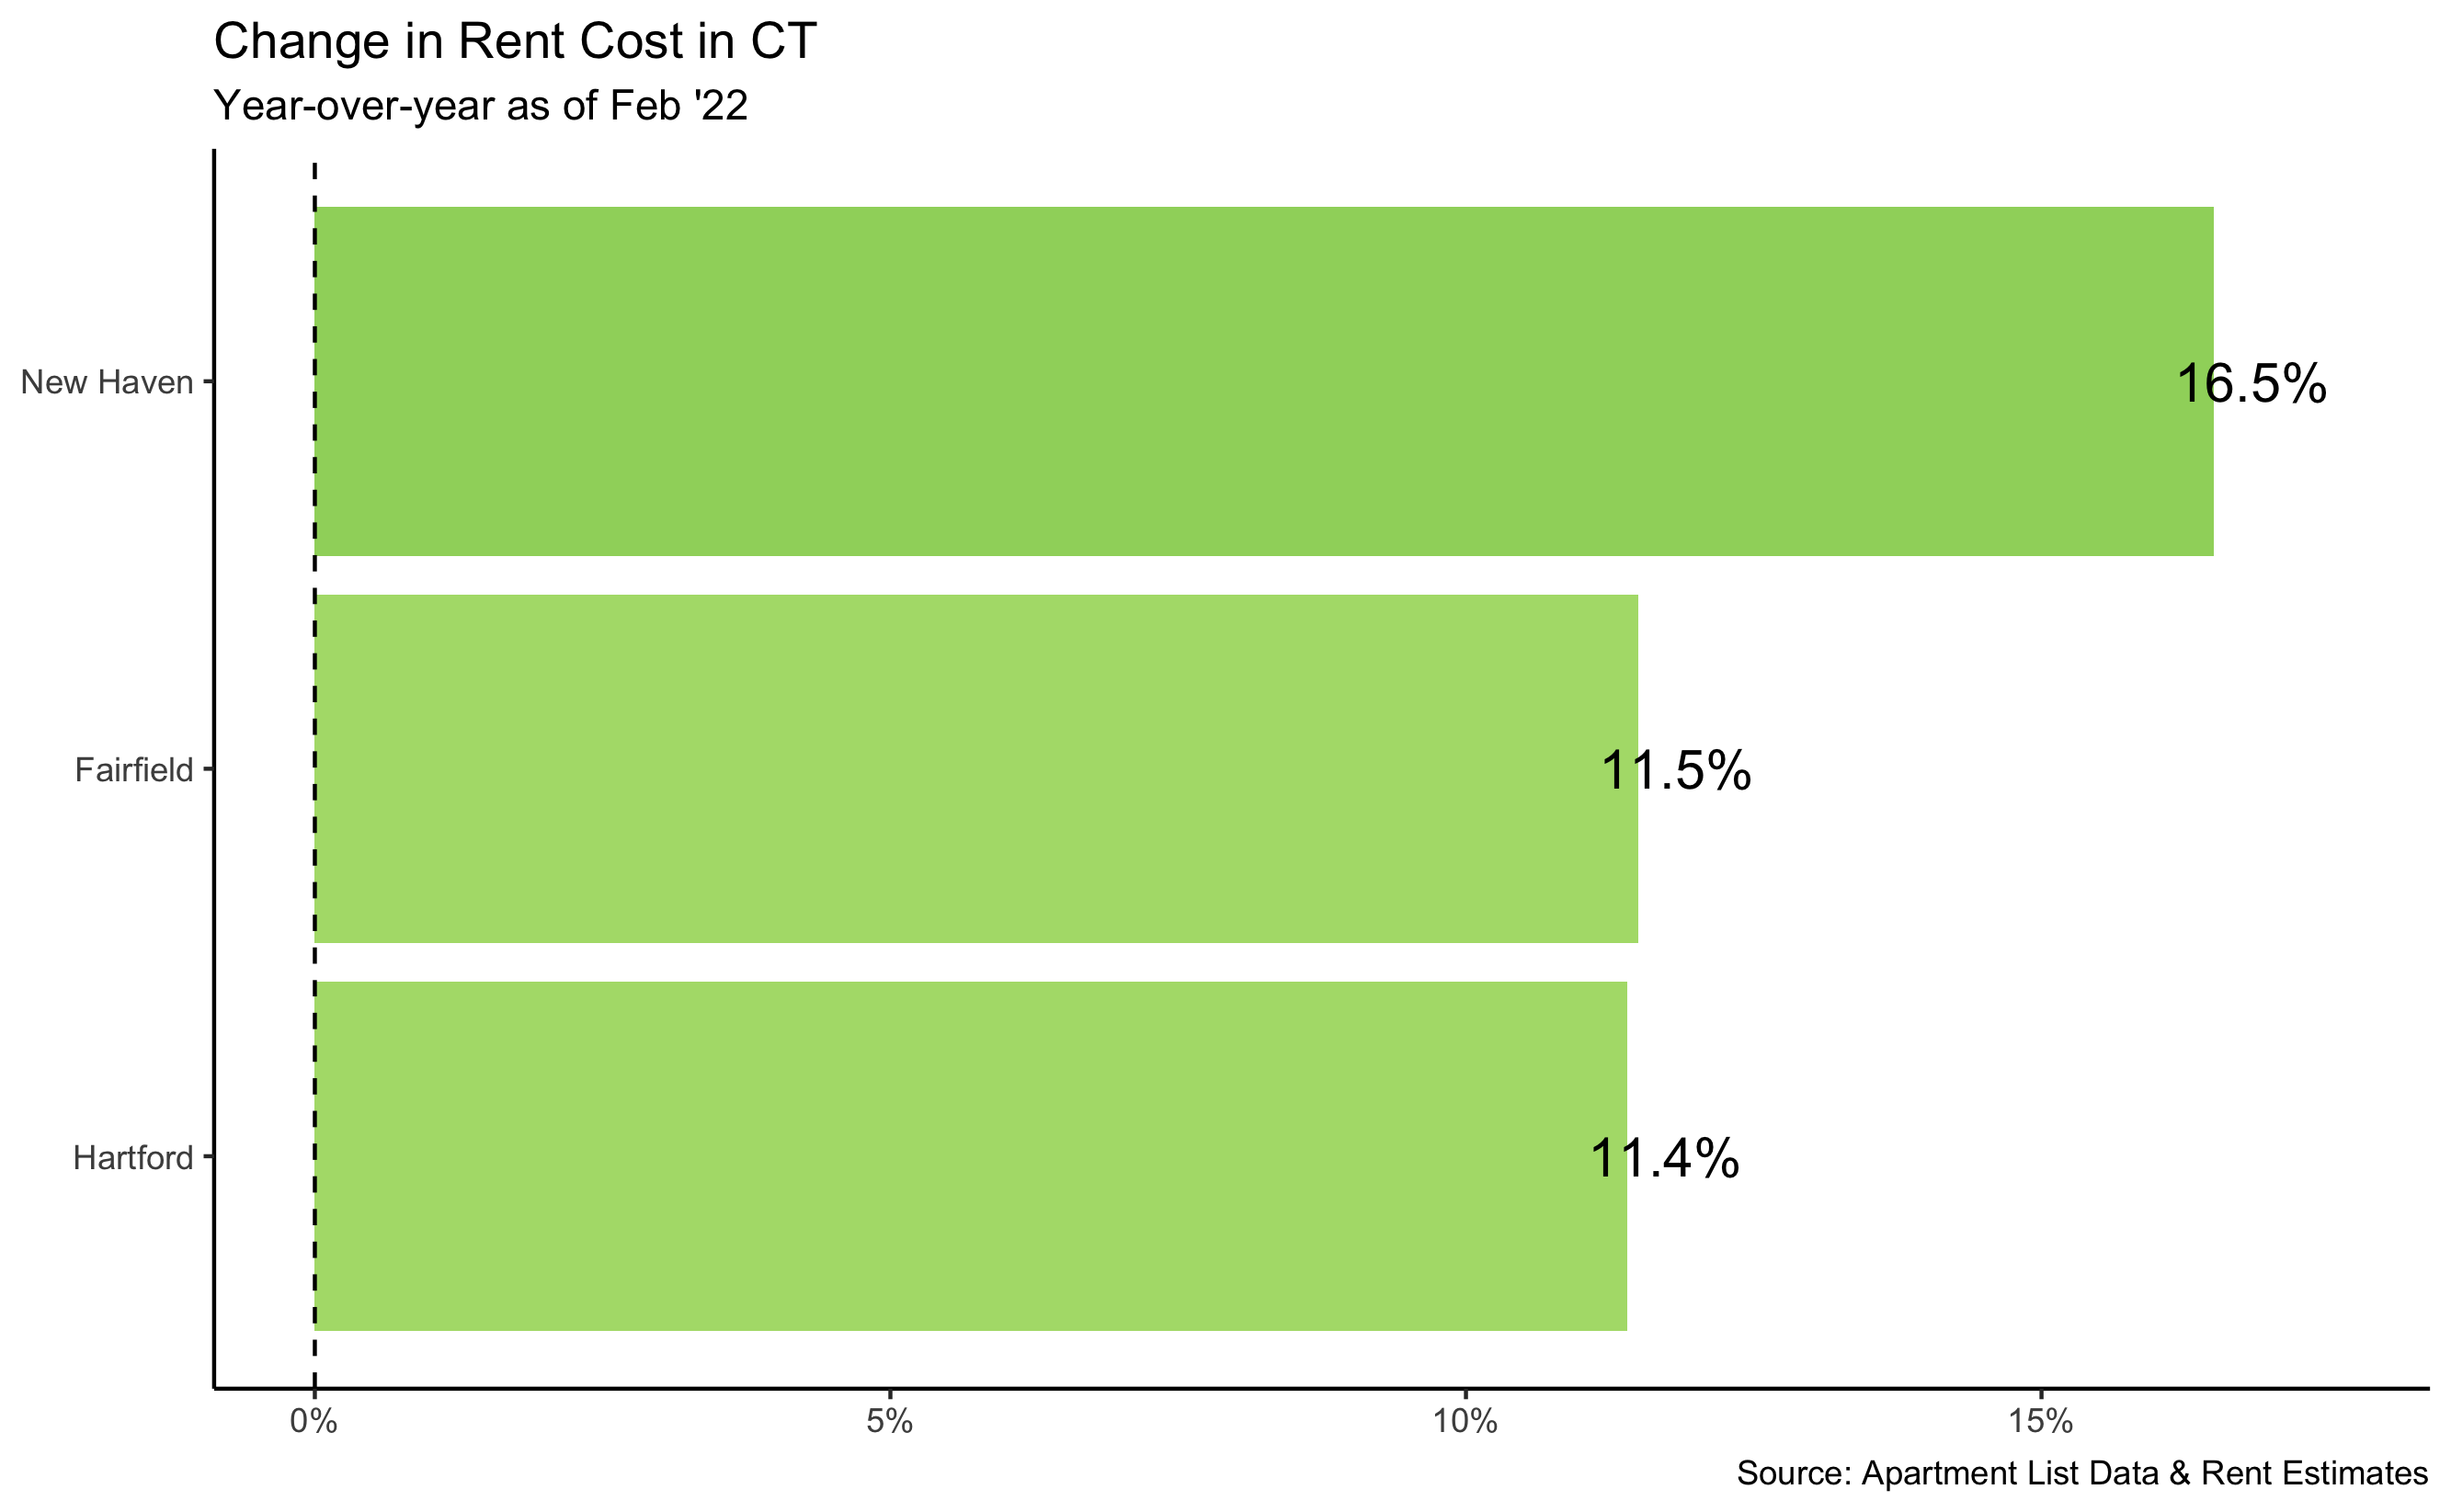 Change in Rent Cost in CT
Year-over-year as of Feb '22
New Haven
16.5%
Fairfield
11.5%
Hartford
11.4%
0% 5% 10% 15%
Source: Apartment List Data & Rent Estimates